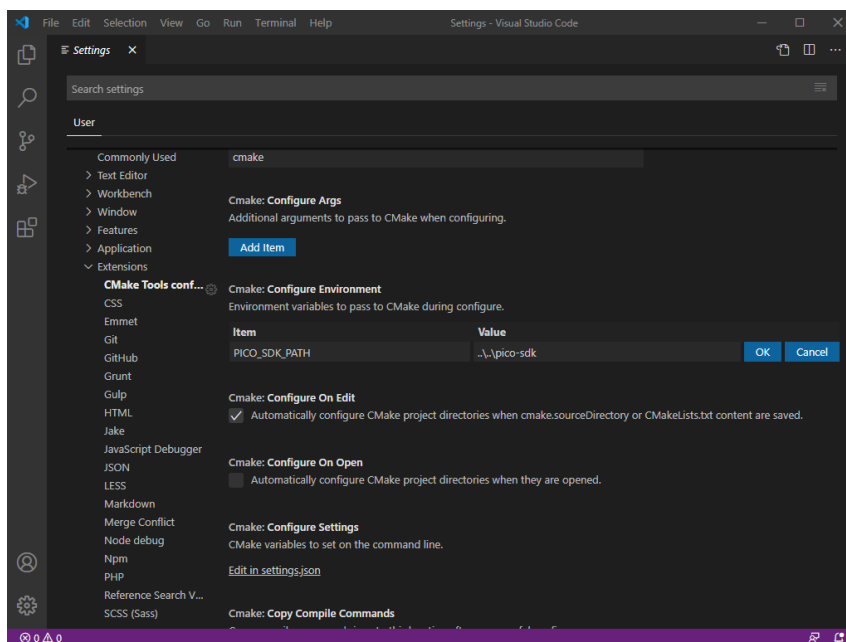 File Edit Selection View Go Run Terminal Help Settings - Visual Studio Code
Settings
Search settings
User
Commonly Used
Text Editor
Workbench
Window
Features
Application
Extensions
CMake Tools conf...
CSS
Emmet
Git
GitHub
Grunt
Gulp
HTML
Jake
JavaScript Debugger
JSON
LESS
Markdown
Merge Conflict
Node debug
Npm
PHP
Reference Search V...
SCSS (Sass)
cmake
Cmake: Configure Args
Additional arguments to pass to CMake when configuring.
Add Item
Cmake: Configure Environment
Environment variables to pass to CMake during configure.
Item Value
PICO_SDK_PATH ..\..\pico-sdk OK Cancel
Cmake: Configure On Edit
Automatically configure CMake project directories when cmake.sourceDirectory or CMakeLists.txt content are saved.
Cmake: Configure On Open
Automatically configure CMake project directories when they are opened.
Cmake: Configure Settings
CMake variables to set on the command line.
Edit in settings.json
Cmake: Copy Compile Commands
0 0